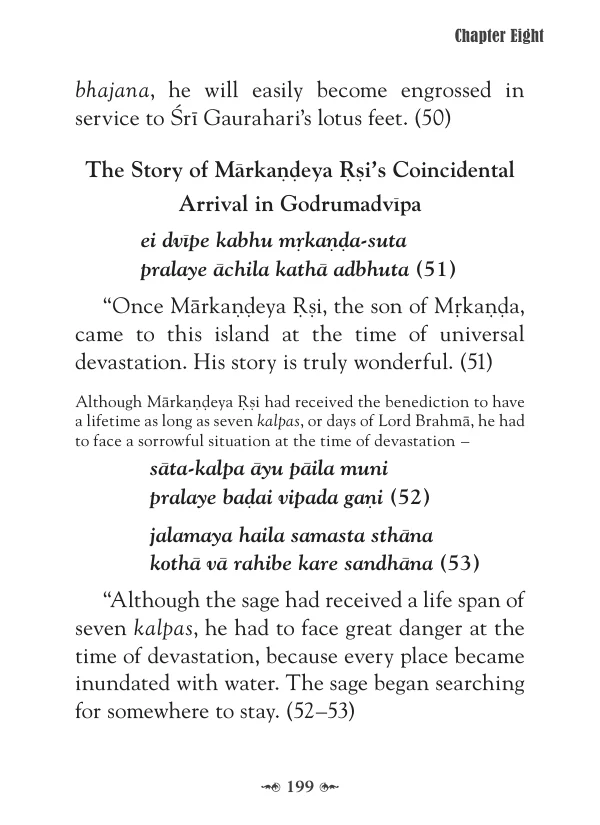 Chapter Eight
bhajana, he will easily become engrossed in
service to Śrī Gaurahari’s lotus feet. (50)
The Story of Mārkaṇḍeya Ṛṣi’s Coincidental
Arrival in Godrumadvīpa
ei dvīpe kabhu mṛkaṇḍa-suta
pralaye āchila kathā adbhuta (51)
“Once Mārkaṇḍeya Ṛṣi, the son of Mṛkaṇḍa,
came to this island at the time of universal
devastation. His story is truly wonderful. (51)
Although Mārkaṇḍeya Ṛṣi had received the benediction to have
a lifetime as long as seven kalpas, or days of Lord Brahmā, he had
to face a sorrowful situation at the time of devastation –
sāta-kalpa āyu pāila muni
pralaye baḍai vipada gaṇi (52)
jalamaya haila samasta sthāna
kothā vā rahibe kare sandhāna (53)
“Although the sage had received a life span of
seven kalpas, he had to face great danger at the
time of devastation, because every place became
inundated with water. The sage began searching
for somewhere to stay. (52–53)
199